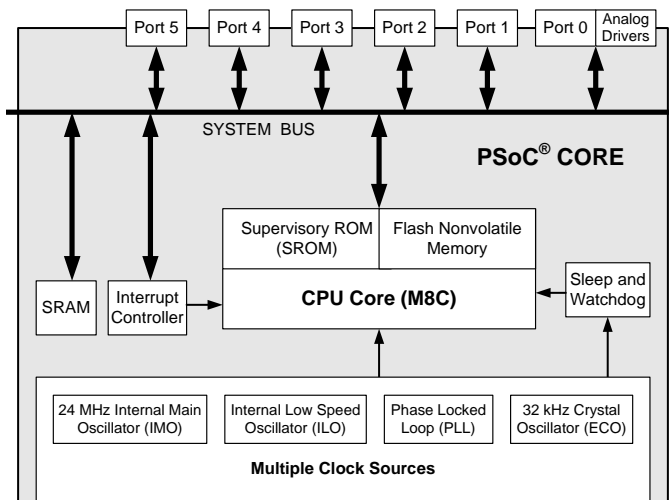 Port 5
Port 4
Port 3
Port 2
Port 1
Port 0
Analog
Drivers
SYSTEM BUS
PSoC® CORE
Supervisory ROM
(SROM)
Flash Nonvolatile
Memory
CPU Core (M8C)
SRAM
Interrupt
Controller
Sleep and
Watchdog
24 MHz Internal Main
Oscillator (IMO)
Internal Low Speed
Oscillator (ILO)
Phase Locked
Loop (PLL)
32 kHz Crystal
Oscillator (ECO)
Multiple Clock Sources